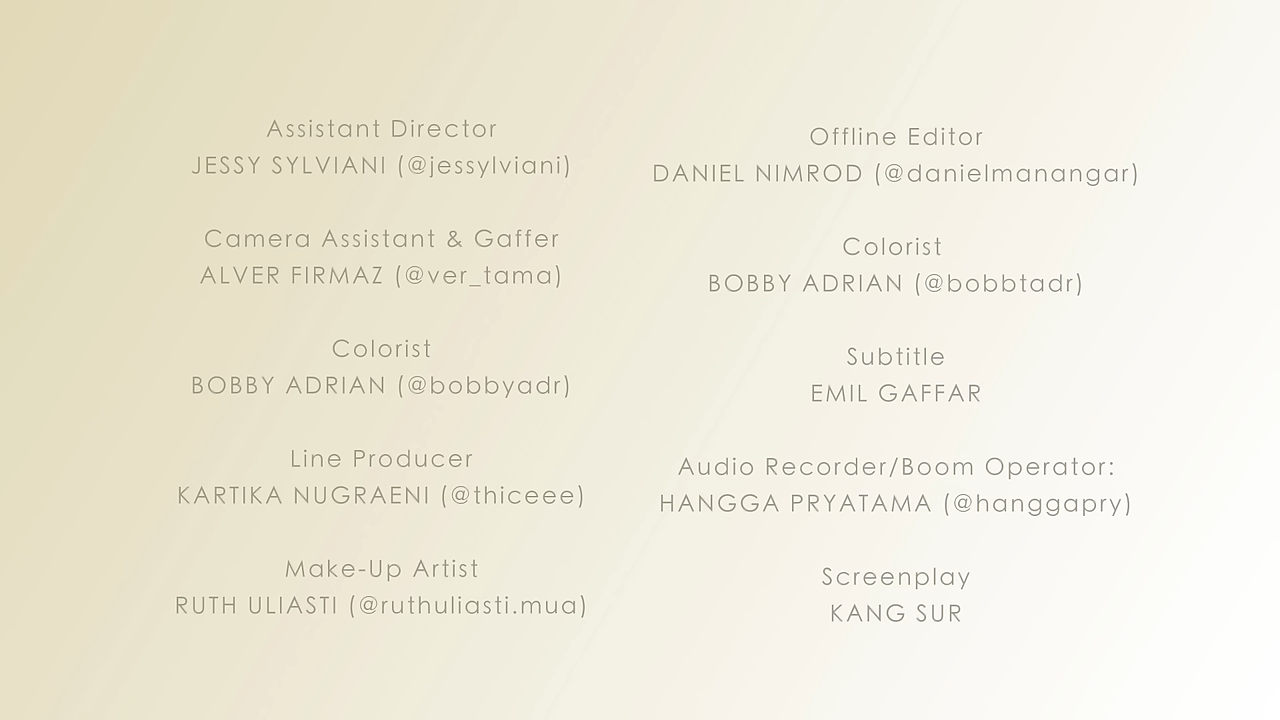 Assistant Director
JESSY SYLVIANI (@jessylviani)
Camera Assistant & Gaffer
ALVER FIRMAZ (@ver_tama)
Colorist
BOBBY ADRIAN (@bobbyadr)
Line Producer
KARTIKA NUGRAENI (@thiceee)
Make-Up Artist
RUTH ULIASTI (@ruthuliasti.mua)
Offline Editor
DANIEL NIMROD (@danielmanangar)
Colorist
BOBBY ADRIAN (@bobbtadr)
Subtitle
EMIL GAFFAR
Audio Recorder/Boom Operator:
HANGGA PRYATAMA (@hanggapry)
Screenplay
KANG SUR